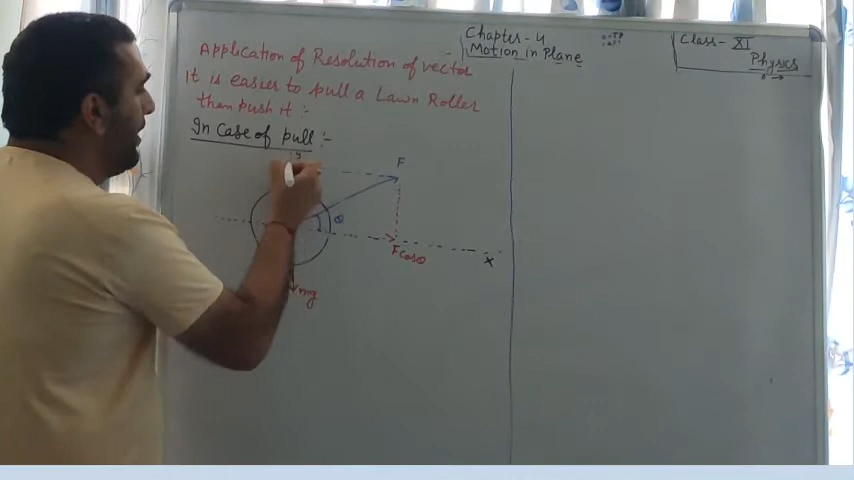 Chapter-4
Motion in Plane
Class- XI
Physics
Application of Resolution of vector
It is easier to pull a Lawn Roller
than push it :-
In Case of pull :-
y
F
θ
F Cosθ
X
mg